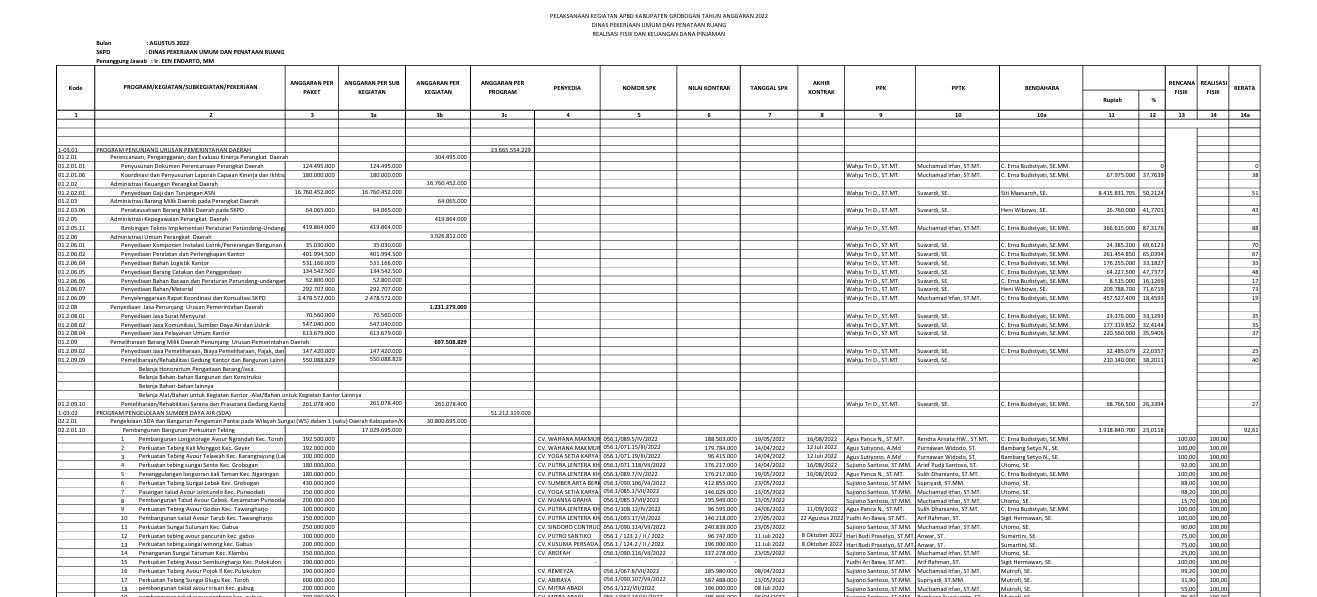 PELAKSANAAN KEGIATAN APBD KABUPATEN GROBOGAN TAHUN ANGGARAN 2022
DINAS PEKERJAAN UMUM DAN PENATAAN RUANG
REALISASI FISIK DAN KEUANGAN DANA PINJAMAN
Bulan : AGUSTUS 2022
SKPD : DINAS PEKERJAAN UMUM DAN PENATAAN RUANG
Penanggung Jawab : Ir. EEN ENDARTO, MM
Kode PROGRAM/KEGIATAN/SUBKEGIATAN/PEKERJAAN ANGGARAN PER PAKET ANGGARAN PER SUB KEGIATAN ANGGARAN PER KEGIATAN ANGGARAN PER PROGRAM PENYEDIA NOMOR SPK NILAI KONTRAK TANGGAL SPK AKHIR KONTRAK PPK PPTK BENDAHARA Rupiah % RENCANA FISIK REALISASI FISIK RERATA
1 2 3 3a 3b 3c 4 5 6 7 8 9 10 10a 11 12 13 14 14a
1-03.01 PROGRAM PENUNJANG URUSAN PEMERINTAHAN DAERAH 23.665.554.229
01.2.01 Perencanaan, Penganggaran, dan Evaluasi Kinerja Perangkat Daerah 304.495.000
01.2.01.01 Penyusunan Dokumen Perencanaan Perangkat Daerah 124.495.000 124.495.000 Wahju Tri D., ST.MT. Muchamad Irfan, ST.MT. C. Erna Budistyati, SE.MM. 0 0
01.2.01.06 Koordinasi dan Penyusunan Laporan Capaian Kinerja dan Ikhtis 180.000.000 180.000.000 Wahju Tri D., ST.MT. Muchamad Irfan, ST.MT. C. Erna Budistyati, SE.MM. 67.975.000 37,7639 38
01.2.02 Administrasi Keuangan Perangkat Daerah 16.760.452.000
01.2.02.01 Penyediaan Gaji dan Tunjangan ASN 16.760.452.000 16.760.452.000 Wahju Tri D., ST.MT. Suwardi, SE. Siti Maesaroh, SE. 8.415.831.705 50,2124 51
01.2.03 Administrasi Barang Milik Daerah pada Perangkat Daerah 64.065.000
01.2.03.06 Penatausahaan Barang Milik Daerah pada SKPD 64.065.000 64.065.000 Wahju Tri D., ST.MT. Suwardi, SE. Heni Wibowo, SE. 26.760.000 41,7701 43
01.2.05 Administrasi Kepegawaian Perangkat Daerah 419.864.000
01.2.05.11 Bimbingan Teknis Implementasi Peraturan Perundang-Undang 419.864.000 419.864.000 Wahju Tri D., ST.MT. Muchamad Irfan, ST.MT. C. Erna Budistyati, SE.MM. 366.615.000 87,3176 88
01.2.06 Administrasi Umum Perangkat Daerah 3.926.812.000
01.2.06.01 Penyediaan Komponen Instalasi Listrik/Penerangan Bangunan 35.030.000 35.030.000 Wahju Tri D., ST.MT. Suwardi, SE. C. Erna Budistyati, SE.MM. 24.385.200 69,6123 70
01.2.06.02 Penyediaan Peralatan dan Perlengkapan Kantor 401.994.500 401.994.500 Wahju Tri D., ST.MT. Suwardi, SE. C. Erna Budistyati, SE.MM. 261.454.850 65,0394 67
01.2.06.04 Penyediaan Bahan Logistik Kantor 531.166.000 531.166.000 Wahju Tri D., ST.MT. Suwardi, SE. C. Erna Budistyati, SE.MM. 176.255.000 33,1827 35
01.2.06.05 Penyediaan Barang Cetakan dan Penggandaan 134.542.500 134.542.500 Wahju Tri D., ST.MT. Suwardi, SE. C. Erna Budistyati, SE.MM. 64.227.500 47,7377 48
01.2.06.06 Penyediaan Bahan Bacaan dan Peraturan Perundang-undangan 52.800.000 52.800.000 Wahju Tri D., ST.MT. Suwardi, SE. C. Erna Budistyati, SE.MM. 8.515.000 16,1269 17
01.2.06.07 Penyediaan Bahan/Material 292.707.000 292.707.000 Wahju Tri D., ST.MT. Suwardi, SE. Heni Wibowo, SE. 209.788.700 71,6719 73
01.2.06.09 Penyelenggaraan Rapat Koordinasi dan Konsultasi SKPD 2.478.572.000 2.478.572.000 Wahju Tri D., ST.MT. Muchamad Irfan, ST.MT. C. Erna Budistyati, SE.MM. 457.527.409 18,4593 19
01.2.08 Penyediaan Jasa Penunjang Urusan Pemerintahan Daerah 1.231.279.000
01.2.08.01 Penyediaan Jasa Surat Menyurat 70.560.000 70.560.000 Wahju Tri D., ST.MT. Suwardi, SE. C. Erna Budistyati, SE.MM. 23.376.000 33,1293 35
01.2.08.02 Penyediaan Jasa Komunikasi, Sumber Daya Air dan Listrik 547.040.000 547.040.000 Wahju Tri D., ST.MT. Suwardi, SE. C. Erna Budistyati, SE.MM. 177.319.852 32,4144 35
01.2.08.04 Penyediaan Jasa Pelayanan Umum Kantor 613.679.000 613.679.000 Wahju Tri D., ST.MT. Suwardi, SE. C. Erna Budistyati, SE.MM. 220.560.000 35,9406 37
01.2.09 Pemeliharaan Barang Milik Daerah Penunjang Urusan Pemerintahan Daerah 697.508.829
01.2.09.02 Penyediaan Jasa Pemeliharaan, Biaya Pemeliharaan, Pajak, dan 147.420.000 147.420.000 Wahju Tri D., ST.MT. Suwardi, SE. C. Erna Budistyati, SE.MM. 32.485.079 22,0357 25
01.2.09.09 Pemeliharaan/Rehabilitasi Gedung Kantor dan Bangunan Lainn 550.088.829 550.088.829 Wahju Tri D., ST.MT. Suwardi, SE. 210.140.000 38,2011 40
Belanja Honorarium Pengadaan Barang/Jasa
Belanja Bahan-bahan Bangunan dan Konstruksi
Belanja Bahan-bahan lainnya
Belanja Alat/Bahan untuk Kegiatan Kantor -Alat/Bahan untuk Kegiatan Kantor Lainnya
01.2.09.10 Pemeliharaan/Rehabilitasi Sarana dan Prasarana Gedung Kanto 261.078.400 261.078.400 261.078.400 Wahju Tri D., ST.MT. Suwardi, SE. C. Erna Budistyati, SE.MM. 68.766.500 26,3394 27
1-03.02 PROGRAM PENGELOLAAN SUMBER DAYA AIR (SDA) 51.212.319.000
02.2.01 Pengelolaan SDA dan Bangunan Pengaman Pantai pada Wilayah Sungai (WS) dalam 1 (satu) Daerah Kabupaten/Ko 30.800.695.000
02.2.01.10 Pembangunan Bangunan Perkuatan Tebing 17.029.695.000 3.918.840.700 23,0118 92,61
1 Pembangunan Longstorage Avour Ngrandah Kec. Toroh 192.500.000 CV. WAHANA MAKMUR 056.1/089.5/IV/2022 188.503.000 19/05/2022 16/08/2022 Agus Panca N., ST.MT. Rendra Arnata HW., ST.MT. C. Erna Budistyati, SE.MM. 100,00 100,00
2 Perkuatan Tebing Kali Monggot Kec. Geyer 192.500.000 CV. WAHANA MAKMUR 056.1/071.15/III/2022 179.784.000 14/04/2022 12 Juli 2022 Agus Sutiyono, A.Md Purnawan Widodo, ST. Bambang Setyo N., SE. 100,00 100,00
3 Perkuatan Tebing Avour Telawah Kec. Karangrayung (La 100.000.000 CV. YOGA SETIA KARYA 056.1/071.19/III/2022 96.415.000 14/04/2022 12 Juli 2022 Agus Sutiyono, A.Md Purnawan Widodo, ST. Bambang Setyo N., SE. 100,00 100,00
4 Perkuatan tebing sungai Sente Kec. Grobogan 180.000.000 CV. PUTRA LENTERA KH 056.1/071.118/VII/2022 176.217.000 14/04/2022 16/08/2022 Sujiono Santoso, ST.MM. Arief Pudji Santoso, ST. Utomo, SE. 92,00 100,00
5 Penanggulangan longsoran kali Taman Kec. Ngaringan 180.000.000 CV. PUTRA LENTERA KH 056.1/089.7/IV/2022 176.217.000 19/05/2022 16/08/2022 Agus Panca N., ST.MT. Muchamad Irfan, ST.MT. C. Erna Budistyati, SE.MM. 100,00 100,00
6 Perkuatan Tebing Sungai Lebak Kec. Grobogan 430.000.000 CV. SUMBER ARTA BERK 056.1/090.106/VII/2022 412.855.000 23/05/2022 Sujiono Santoso, ST.MM. Supriyadi, ST.MM. Utomo, SE. 88,00 100,00
7 Pasangan talud Avour Jolotundo Kec. Purwodadi 150.000.000 CV. YOGA SETIA KARYA 056.1/085.1/VII/2022 146.029.000 13/05/2022 Sujiono Santoso, ST.MM. Muchamad Irfan, ST.MT. Utomo, SE. 98,20 100,00
8 Pembangunan Talud Avour Cebok, Kecamatan Purwoda 200.000.000 CV. NUANSA GRAHA 056.1/085.3/VII/2022 195.949.000 13/05/2022 Sujiono Santoso, ST.MM. Muchamad Irfan, ST.MT. Utomo, SE. 15,70 100,00
9 Perkuatan Tebing Avour Godan Kec. Tawangharjo 100.000.000 CV. PUTRA LENTERA KH 056.1/108.12/IV/2022 96.595.000 14/06/2022 11/09/2022 Agus Panca N., ST.MT. Sulih Dhanianto, ST.MT. C. Erna Budistyati, SE.MM. 100,00 100,00
10 Pembangunan talud Avour Tarub Kec. Tawangharjo 150.000.000 CV. PUTRA LENTERA KH 056.1/093.17/VI/2022 146.218.000 27/05/2022 22 Agustus 2022 Yudhi Ari Bawa, ST.MT. Arif Rahman, ST. Sigit Hermawan, SE. 90,00 100,00
11 Perkuatan Sungai Sulursari Kec. Gabus 250.000.000 CV. SINDORO CONTRUC 056.1/090.114/VII/2022 240.839.000 23/05/2022 Sujiono Santoso, ST.MM. Muchamad Irfan, ST.MT. Utomo, SE. 90,00 100,00
12 Perkuatan tebing avour pancuran kec. gabus 100.000.000 CV. PUTRO SANTIKO 056.1 / 123.2 / II / 2022 96.747.000 11 Juli 2022 8 Oktober 2022 Hari Budi Prasetyo, ST.MT. Anwar, ST. Sumartini, SE. 75,00 100,00
13 Perkuatan tebing sungai winong kec. Gabus 200.000.000 CV. KUSUMA PERSADA 056.1 / 124.2 / II / 2022 196.000.000 11 Juli 2022 8 Oktober 2022 Hari Budi Prasetyo, ST.MT. Anwar, ST. Sumartini, SE. 75,00 100,00
14 Penanganan Sungai Taruman Kec. Klambu 350.000.000 CV. AROFAH 056.1/090.116/VII/2022 337.278.000 23/05/2022 Sujiono Santoso, ST.MM. Muchamad Irfan, ST.MT. Utomo, SE. 25,00 100,00
15 Perkuatan Tebing Avour Sembungharjo Kec. Pulokulon 190.000.000 - - - Yudhi Ari Bawa, ST.MT. Arif Rahman, ST. Sigit Hermawan, SE. 100,00
16 Perkuatan Tebing Avour Pojok II Kec.Pulokulon 190.000.000 CV. REMEYZA 056.1/067.8/VII/2022 185.980.000 08/04/2022 Sujiono Santoso, ST.MM. Muchamad Irfan, ST.MT. Mutrofi, SE. 99,20 100,00
17 Perkuatan Tebing Sungai Glugu Kec. Toroh 600.000.000 CV. ABIRAYA 056.1/090.107/VII/2022 587.488.000 23/05/2022 Sujiono Santoso, ST.MM. Supriyadi, ST.MM. Mutrofi, SE. 31,90 100,00
18 pembangunan talud avour trisari kec. gubug 200.000.000 CV. MITRA ABADI 056.1/122/VII/2022 196.000.000 08 Juli 2022 Sujiono Santoso, ST.MM. Muchamad Irfan, ST.MT. Mutrofi, SE. 55,00 100,00